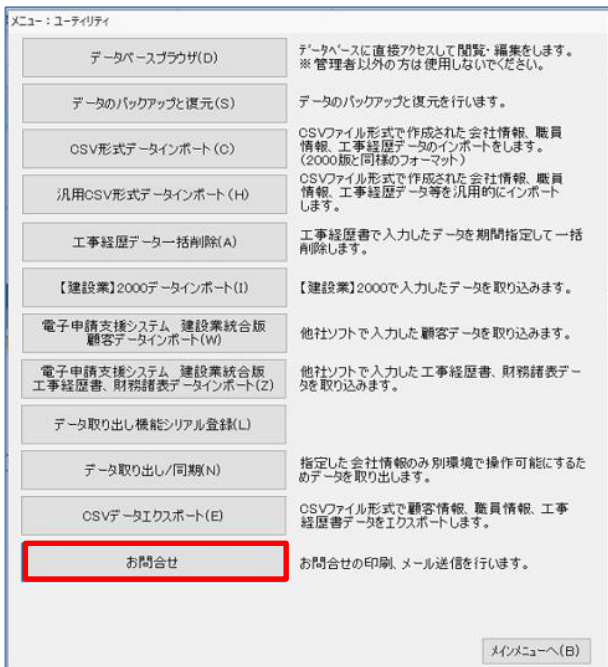 メニュー：ユーティリティ
データベースブラウザ(D)
データベースに直接アクセスして閲覧・編集をします。
※管理者以外の方は使用しないでください。
データのバックアップと復元(S)
データのバックアップと復元を行います。
CSV形式データインポート(C)
CSVファイル形式で作成された会社情報、職員
情報、工事経歴データのインポートをします。
(2000版と同様のフォーマット)
汎用CSV形式データインポート(H)
CSVファイル形式で作成された会社情報、職員
情報、工事経歴データ等を汎用的にインポート
します。
工事経歴データ一括削除(A)
工事経歴書で入力したデータを期間指定して一括
削除します。
【建設業】2000データインポート(I)
【建設業】2000で入力したデータを取り込みます。
電子申請支援システム 建設業統合版
顧客データインポート(W)
他社ソフトで入力した顧客データを取り込みます。
電子申請支援システム 建設業統合版
工事経歴書、財務諸表データインポート(Z)
他社ソフトで入力した工事経歴書、財務諸表デー
タを取り込みます。
データ取り出し機能シリアル登録(L)
データ取り出し/同期(N)
指定した会社情報のみ別環境で操作可能にするた
めデータを取り出します。
CSVデータエクスポート(E)
CSVファイル形式で顧客情報、職員情報、工事
経歴書データをエクスポートします。
お問合せ
お問合せの印刷、メール送信を行います。
メインメニューへ(B)